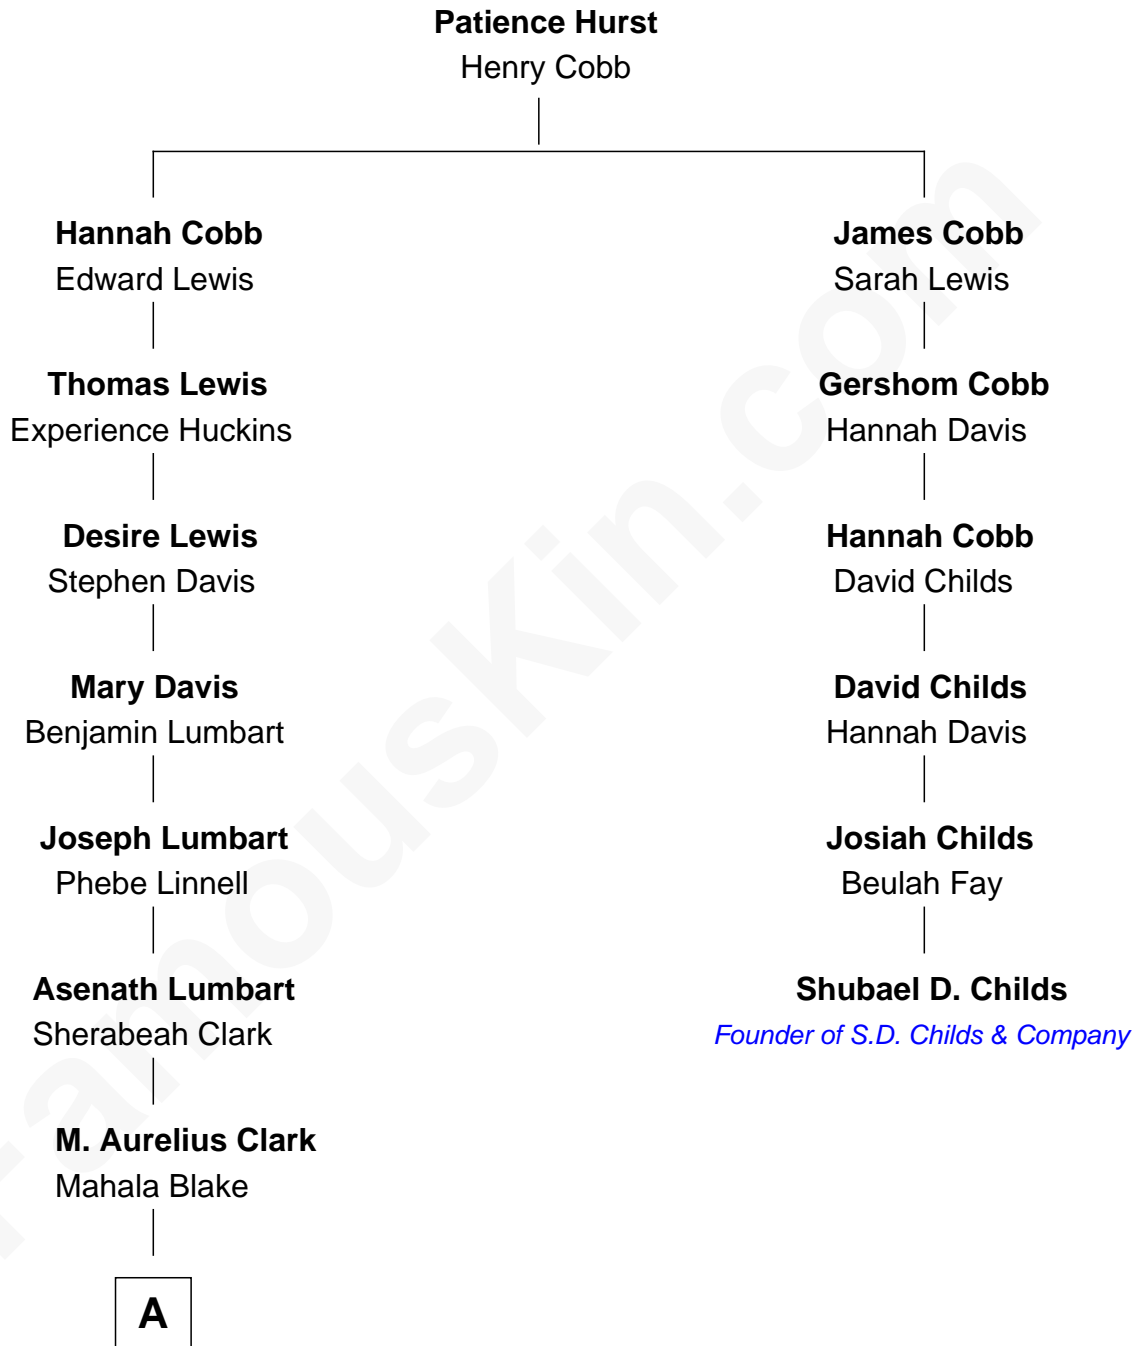 Patience Hurst
Henry Cobb
Hannah Cobb
Edward Lewis
James Cobb
Sarah Lewis
Thomas Lewis
Experience Huckins
Gershom Cobb
Hannah Davis
Desire Lewis
Stephen Davis
Hannah Cobb
David Childs
Mary Davis
Benjamin Lumbart
David Childs
Hannah Davis
Joseph Lumbart
Phebe Linnell
Josiah Childs
Beulah Fay
Asenath Lumbart
Sherabeah Clark
Shubael D. Childs
Founder of S.D. Childs & Company
M. Aurelius Clark
Mahala Blake
A
FamousKin.com